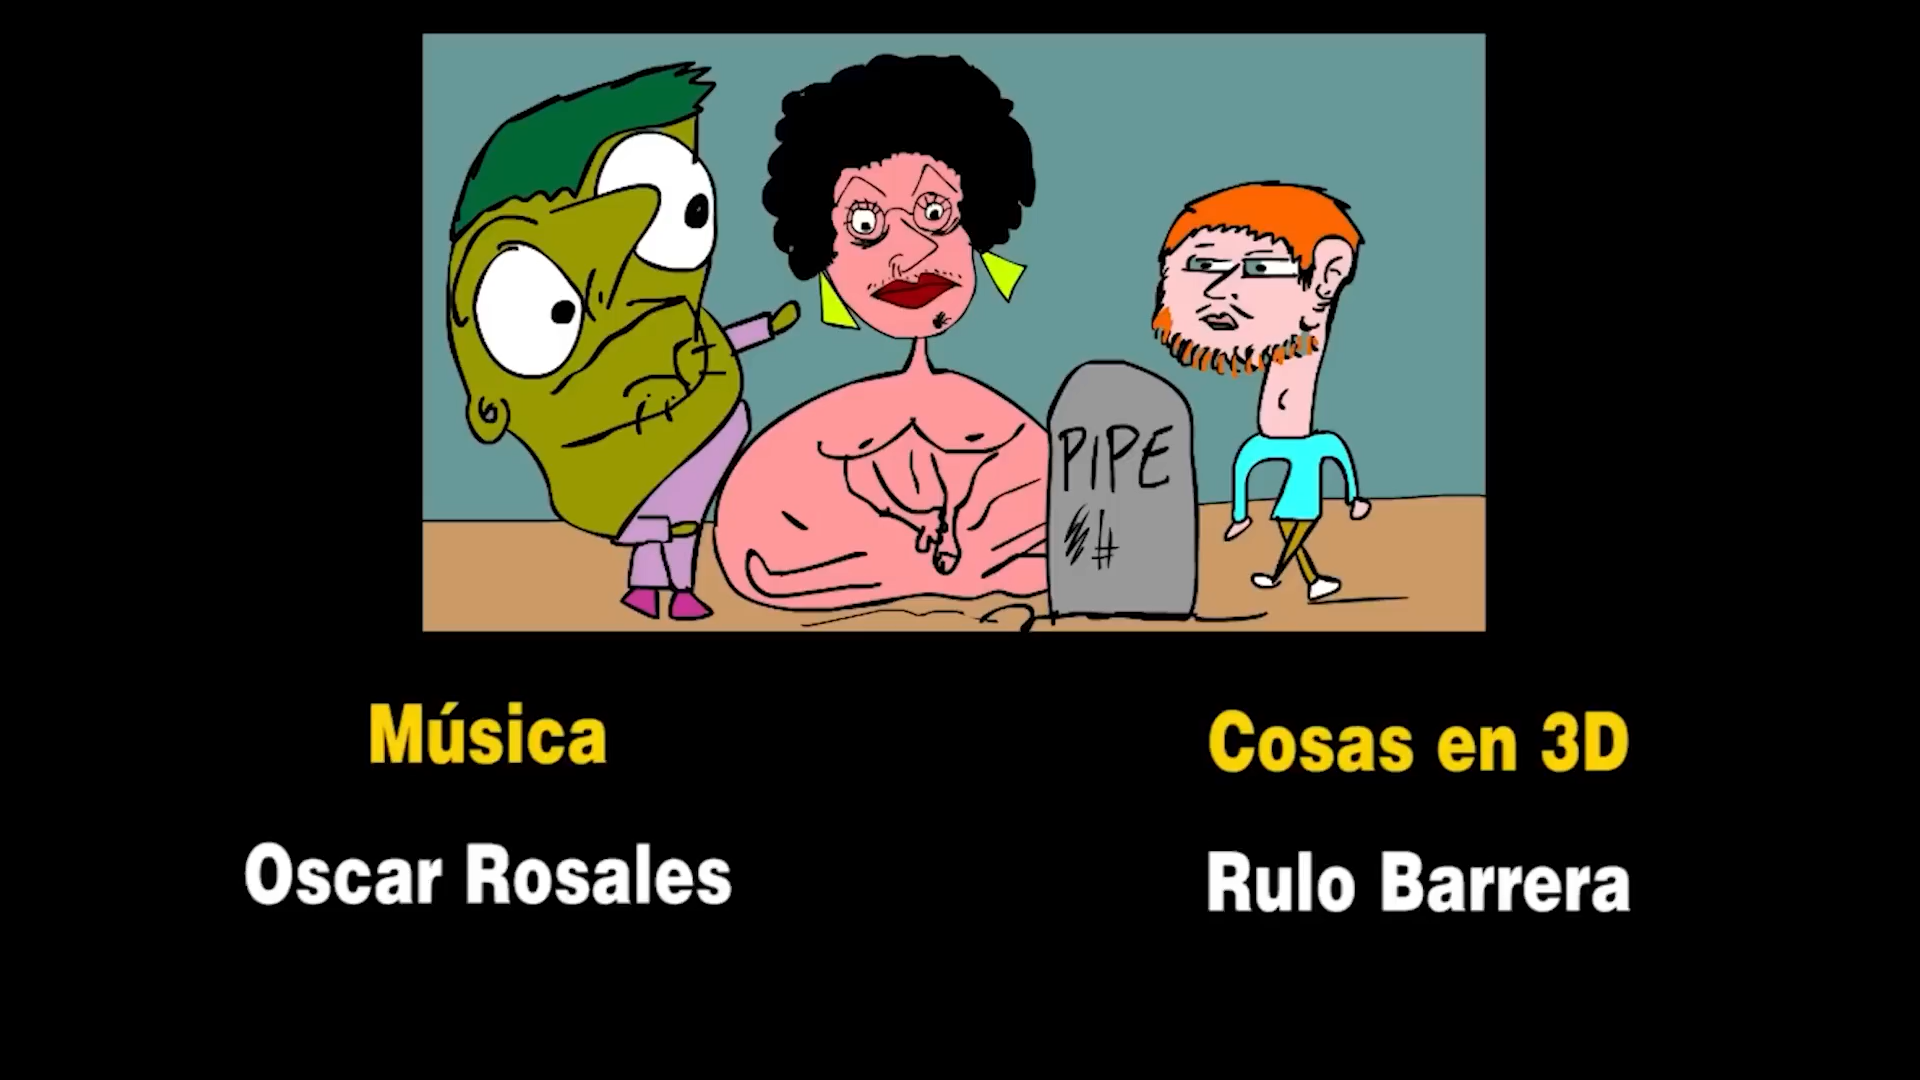 PIPE
Música
Cosas en 3D
Oscar Rosales
Rulo Barrera